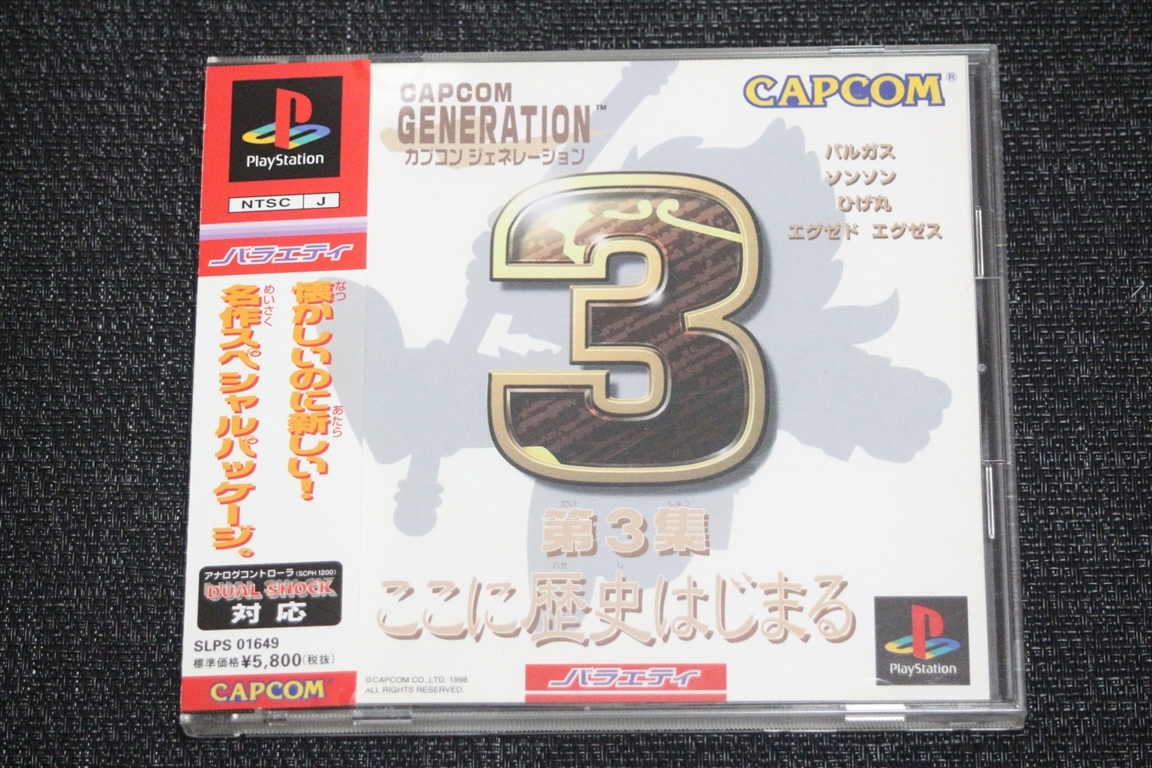 PlayStation
NTSC J
バラエティ
懐かしいのに新しい!
なつ
あたら
名作スペシャルパッケージ。
めいさく
アナログコントローラ(SCPH 1200)
DUAL SHOCK
対応
SLPS 01649
標準価格¥5,800(税抜)
CAPCOM
CAPCOM
GENERATION™
カプコン ジェネレーション
CAPCOM®
バルガス
ソンソン
ひげ丸
エグゼド エグゼス
3
だい しゅう
第3集
れき し
ここに歴史はじまる
PlayStation
バラエティ
©CAPCOM CO.,LTD. 1998
ALL RIGHTS RESERVED.